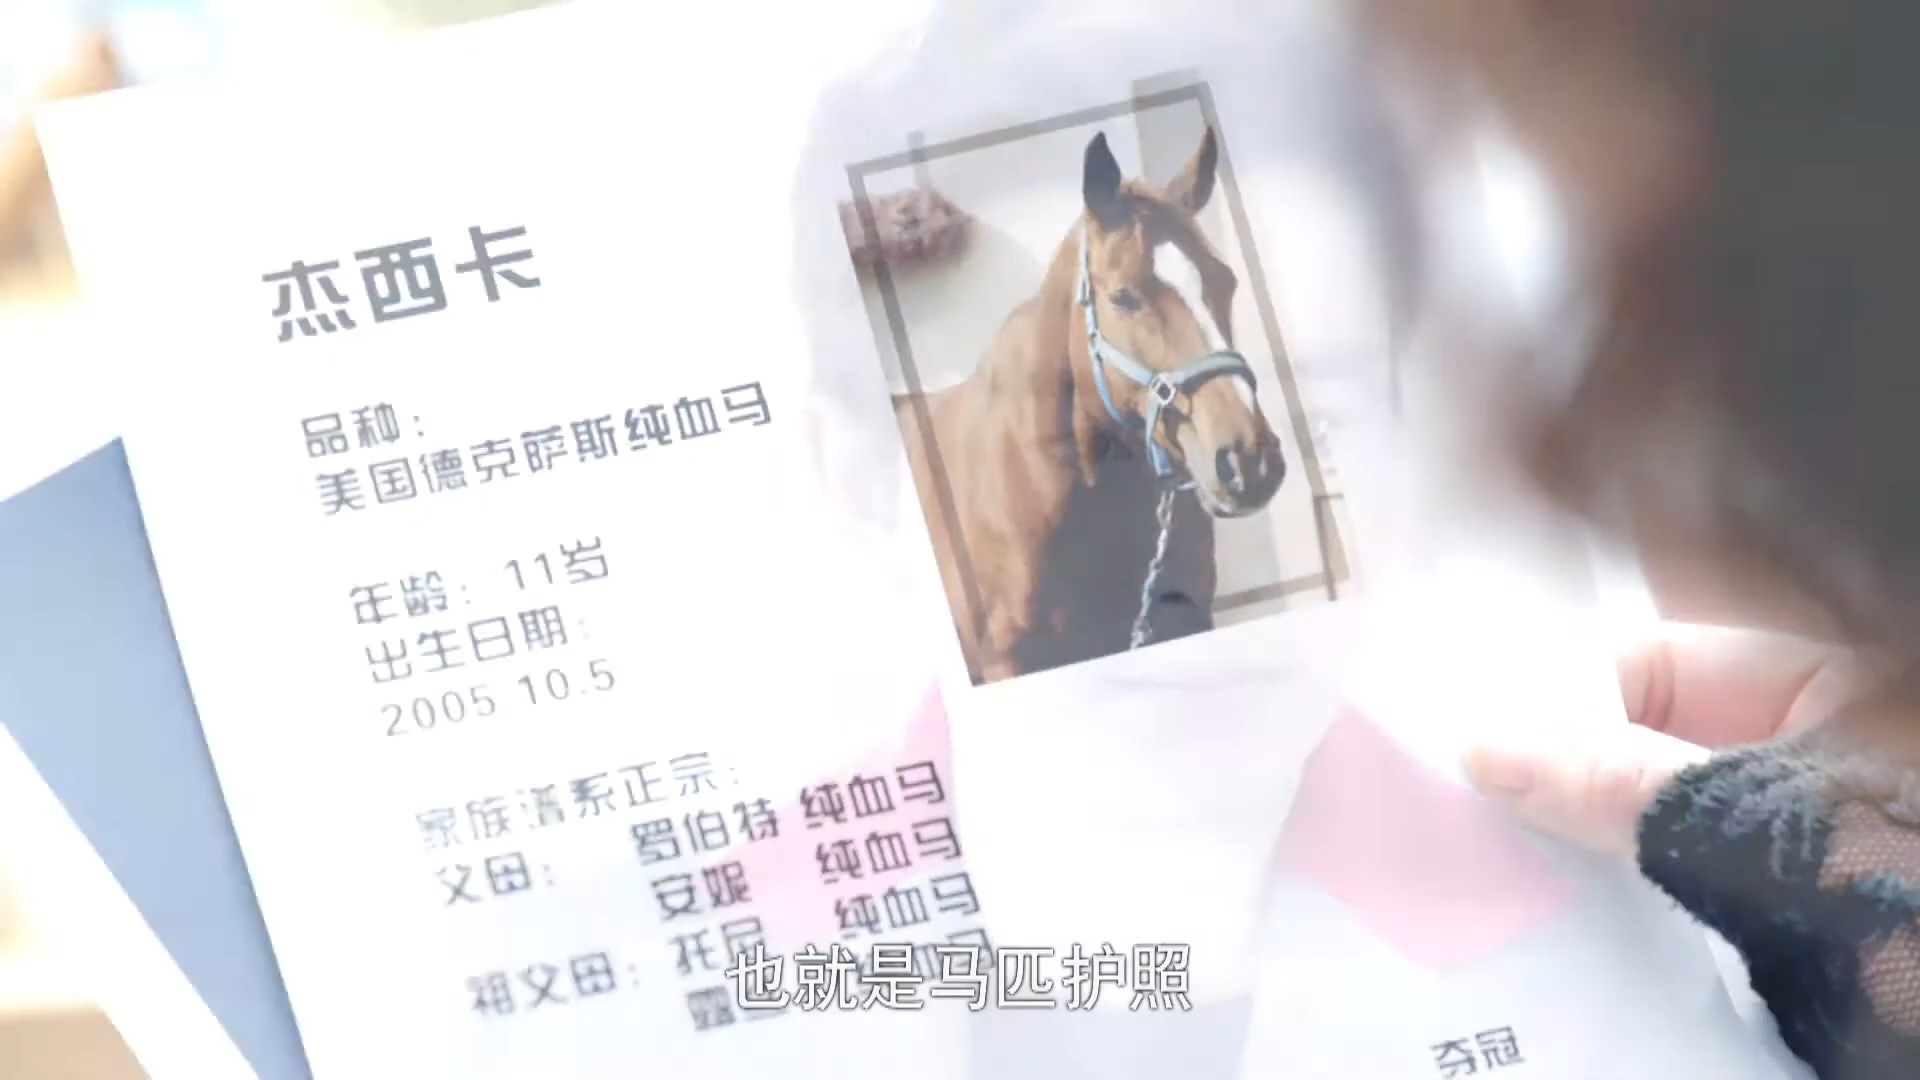 杰西卡
品种：
美国德克萨斯纯血马
年龄：11岁
出生日期：
2005 10.5
家族谱系正宗：
父母： 罗伯特 纯血马
安妮 纯血马
祖父母： 托尼 纯血马
也就是马匹护照
夺冠